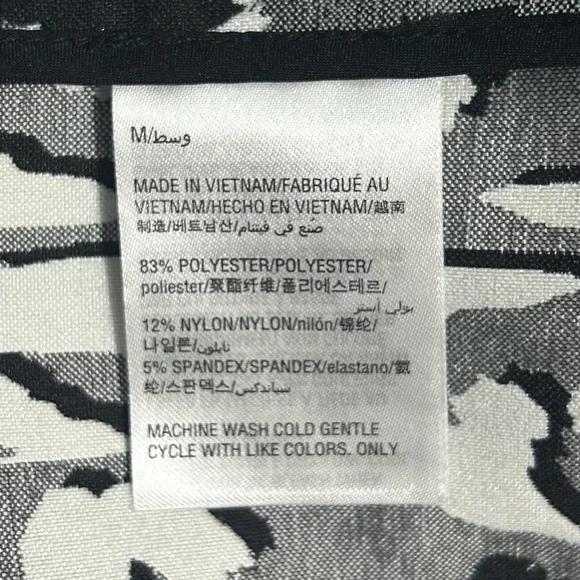 M/وسط
MADE IN VIETNAM/FABRIQUÉ AU
VIETNAM/HECHO EN VIETNAM/越南
制造/베트남산/صنع في فيتنام
83% POLYESTER/POLYESTER/
poliester/聚酯纤维/폴리에스테르/
بولي أستر
12% NYLON/NYLON/nilón/锦纶/
나일론/نايلون
5% SPANDEX/SPANDEX/elastano/氨
纶/스판덱스/سباندكس
MACHINE WASH COLD GENTLE
CYCLE WITH LIKE COLORS. ONLY